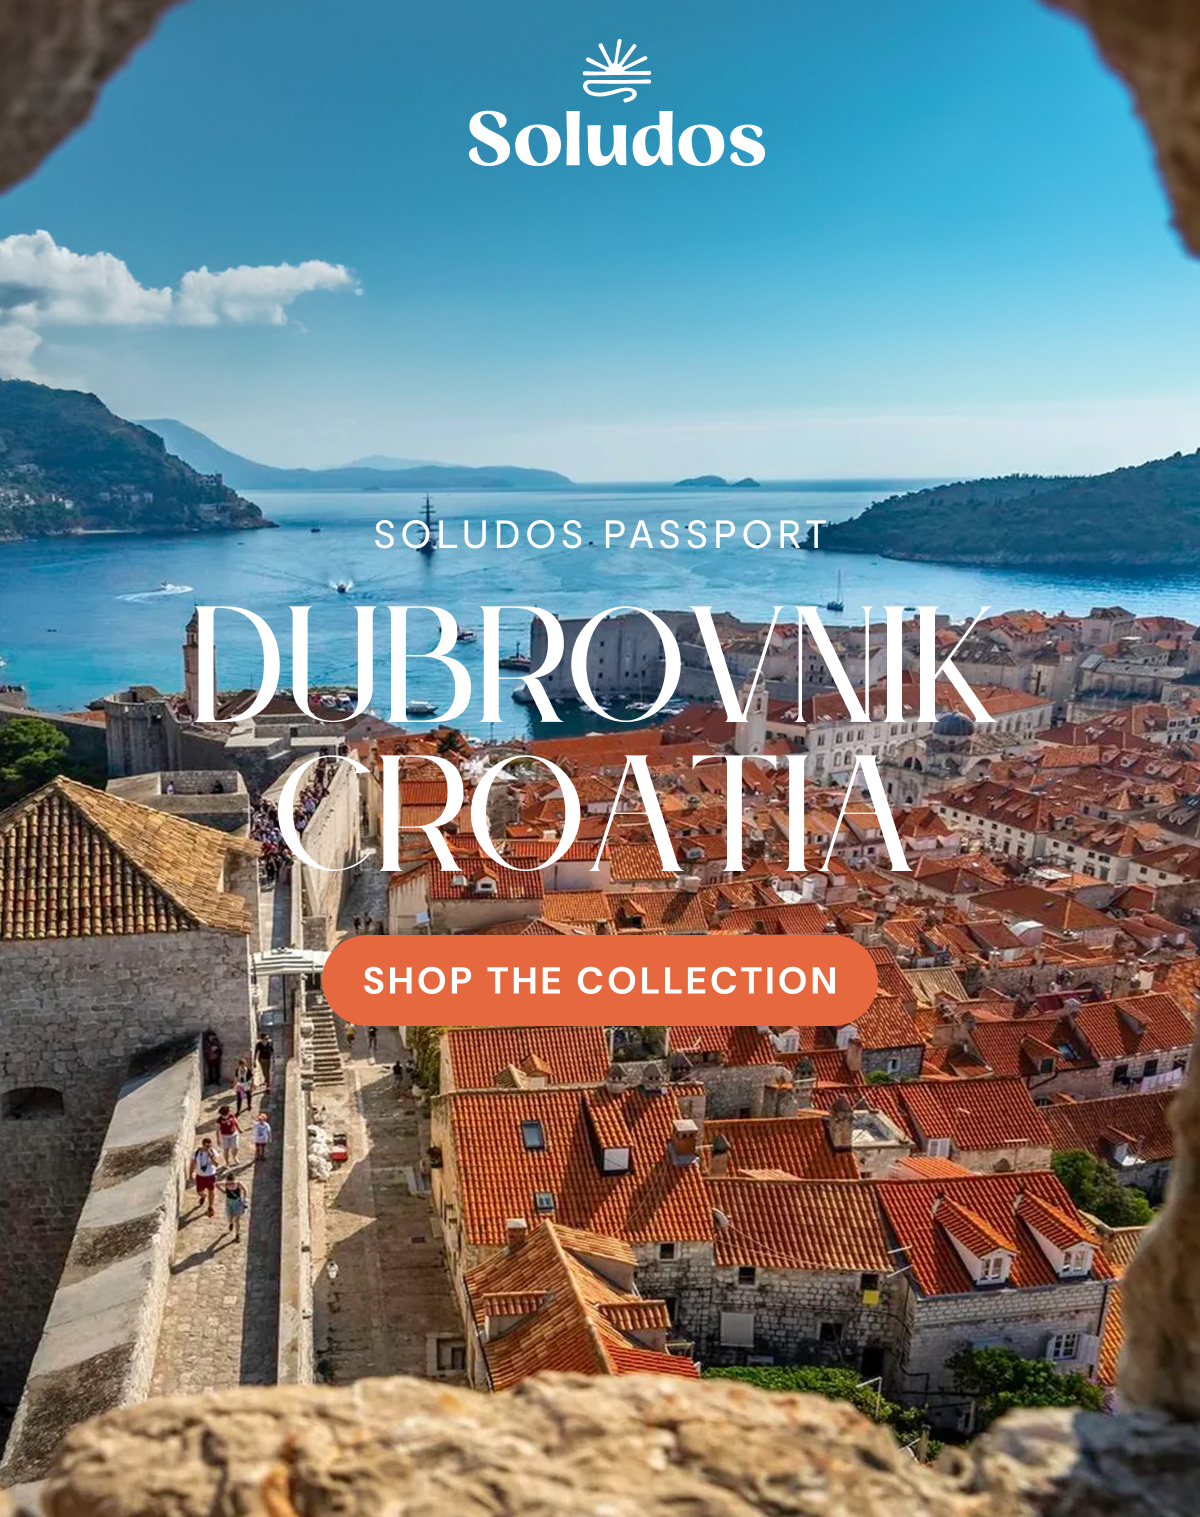 Soludos
SOLUDOS PASSPORT
DUBROVNIK
CROATIA
SHOP THE COLLECTION